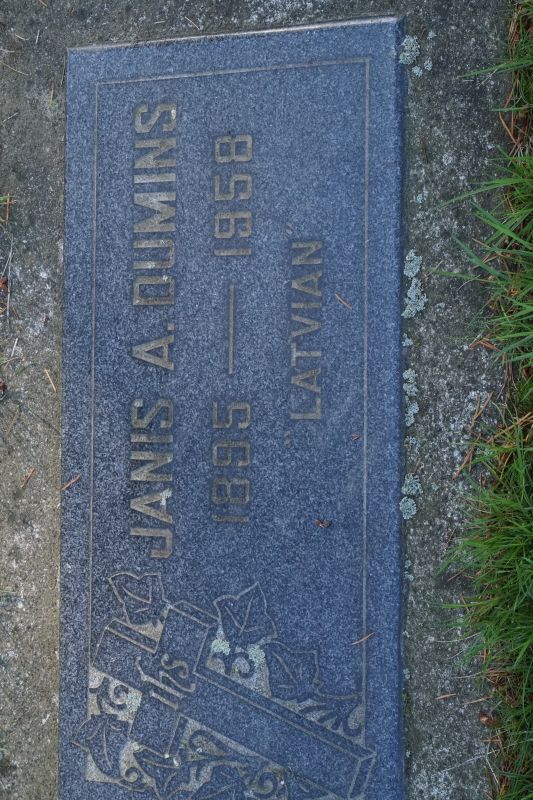 JANIS A. DUMINS
1895 — 1958
"LATVIAN"
ihs